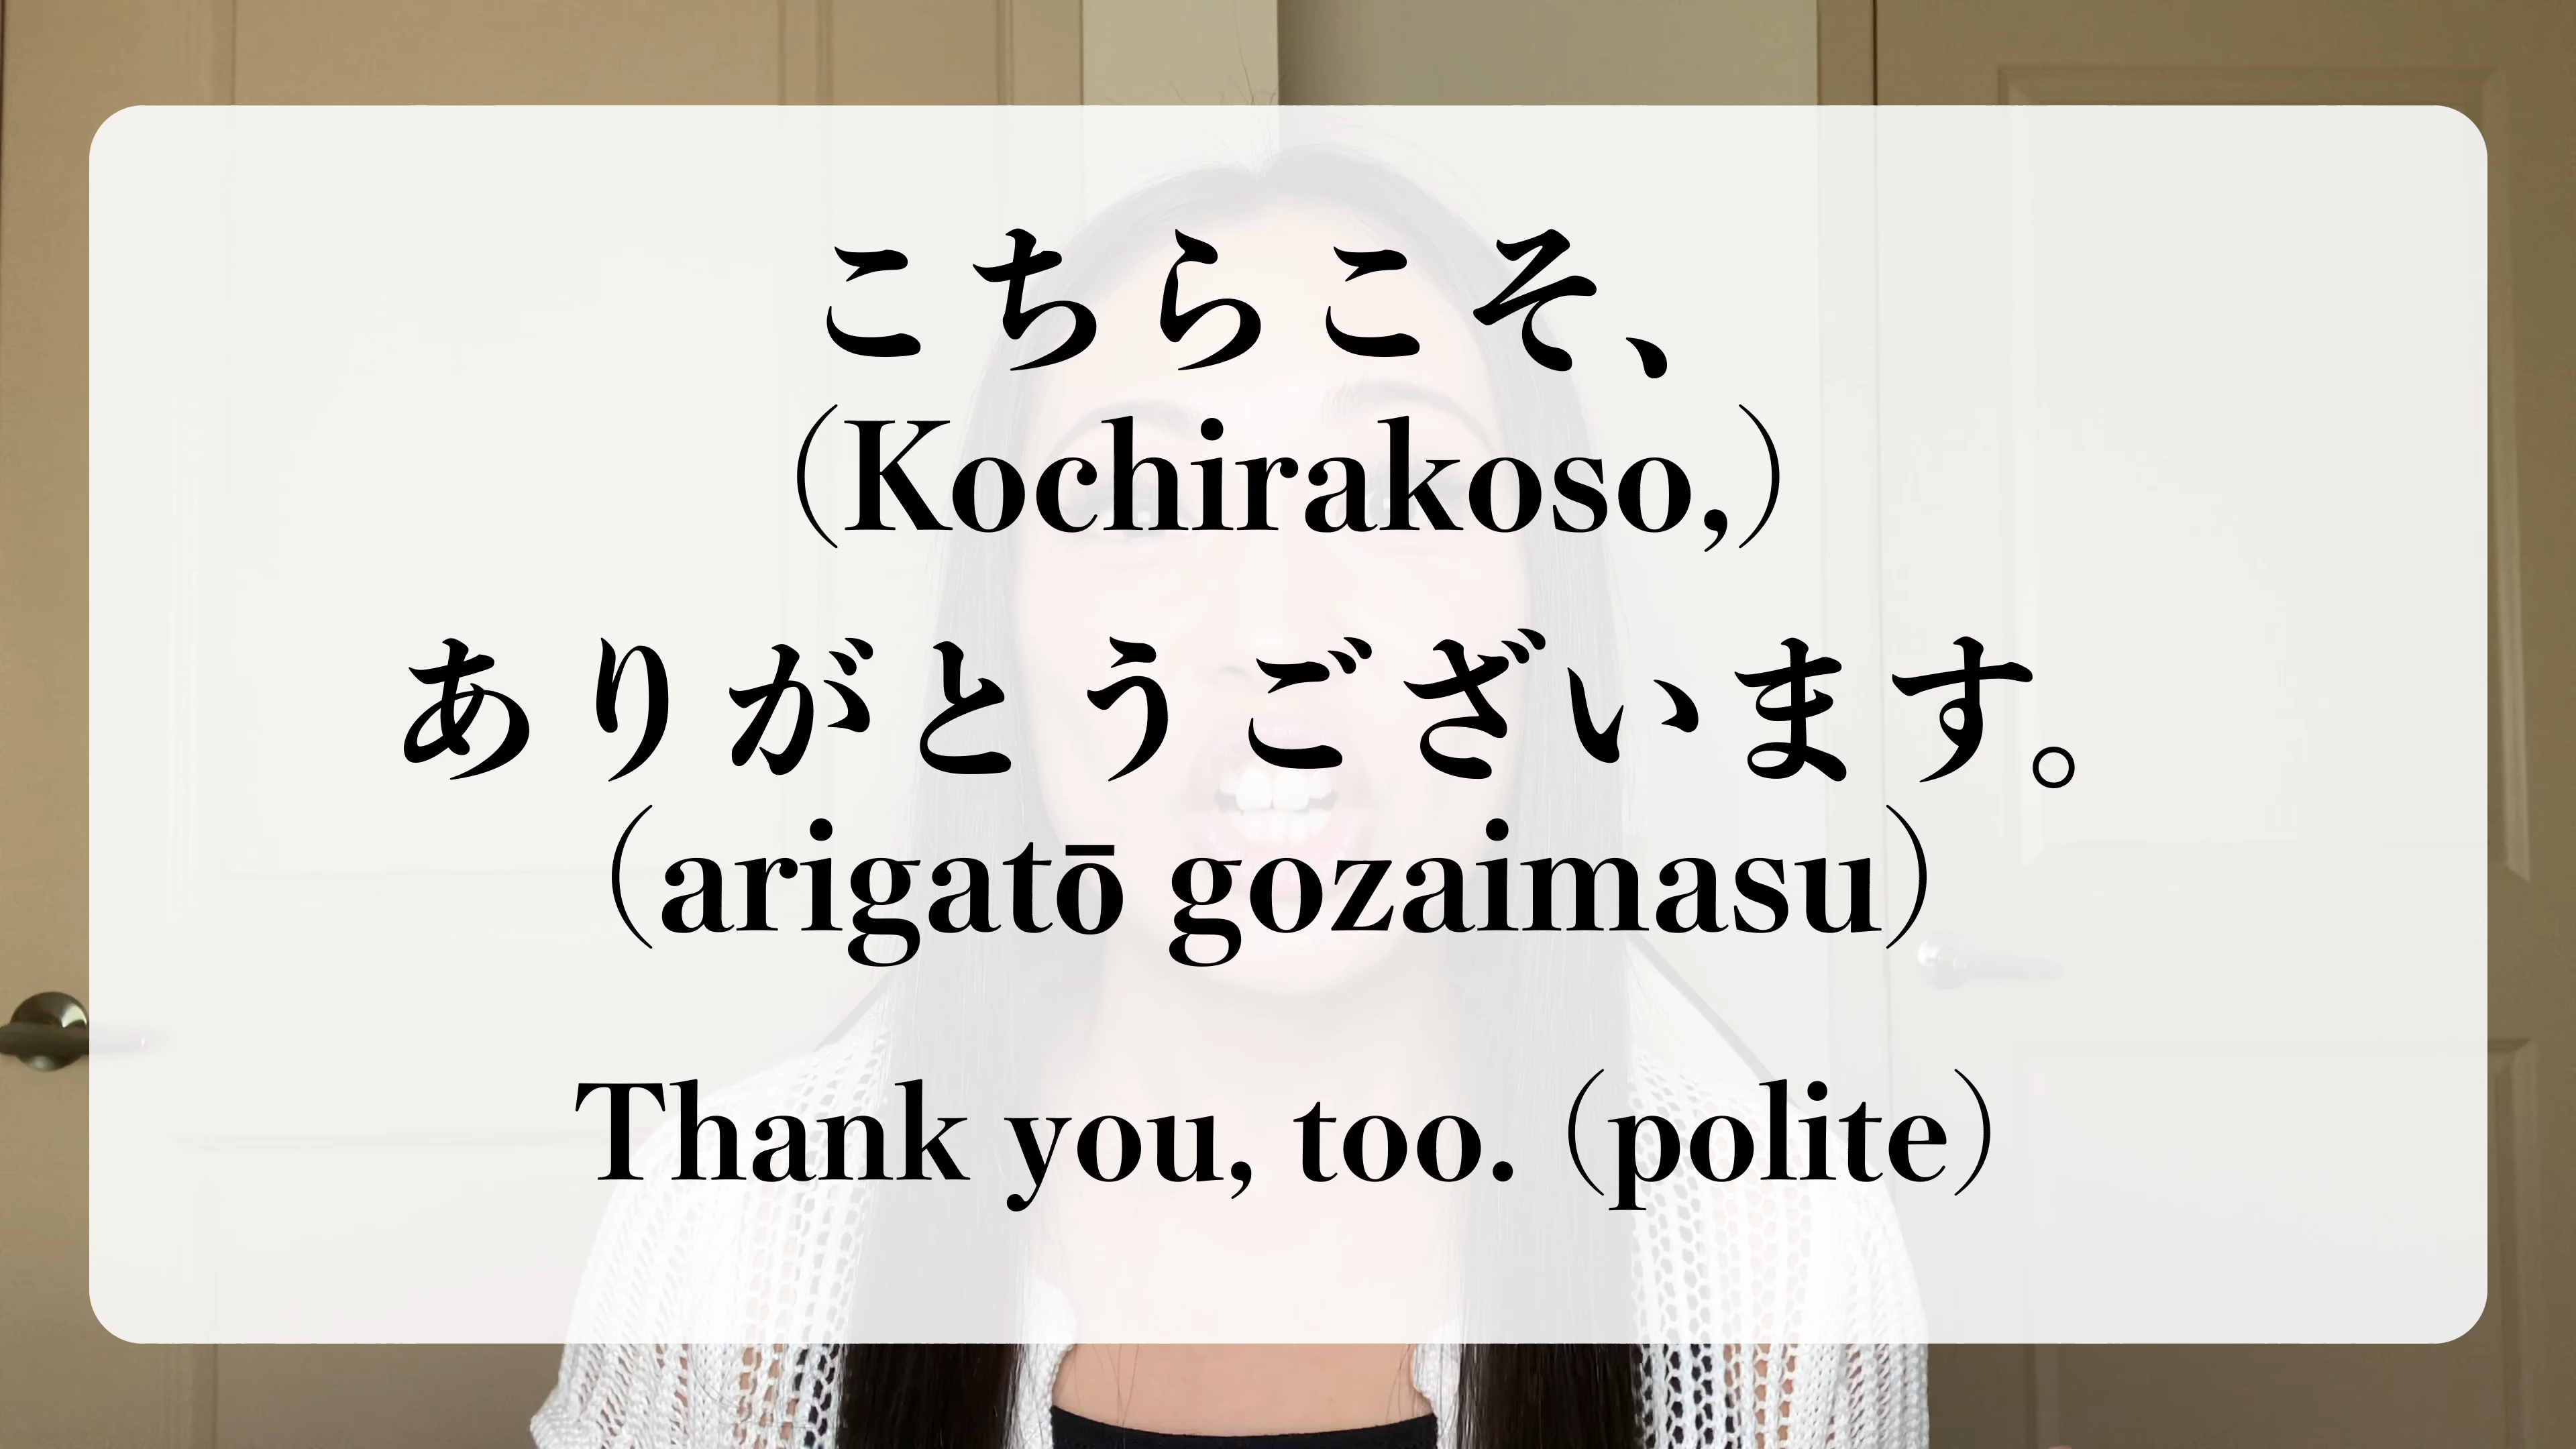 こちらこそ、
(Kochirakoso,)
ありがとうございます。
(arigatō gozaimasu)
Thank you, too. (polite)